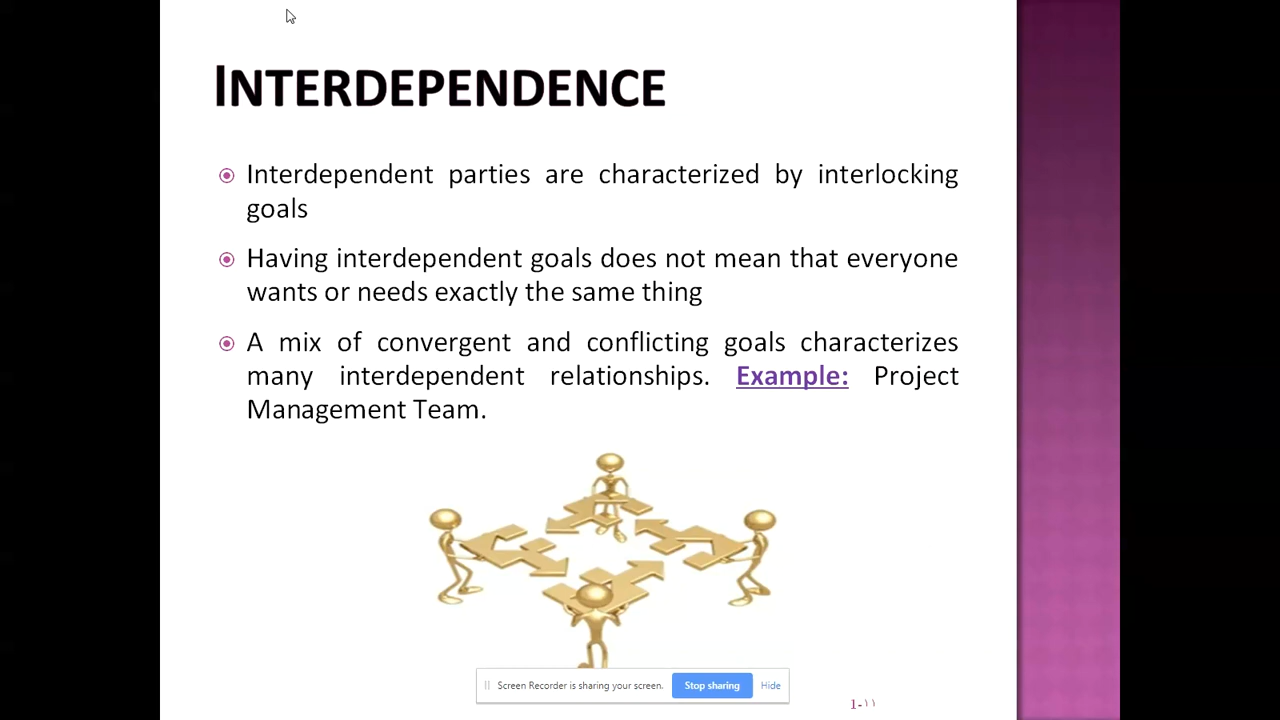 INTERDEPENDENCE
Interdependent parties are characterized by interlocking
goals
Having interdependent goals does not mean that everyone
wants or needs exactly the same thing
A mix of convergent and conflicting goals characterizes
many interdependent relationships. Example: Project
Management Team.
Screen Recorder is sharing your screen. Stop sharing Hide
1-١١